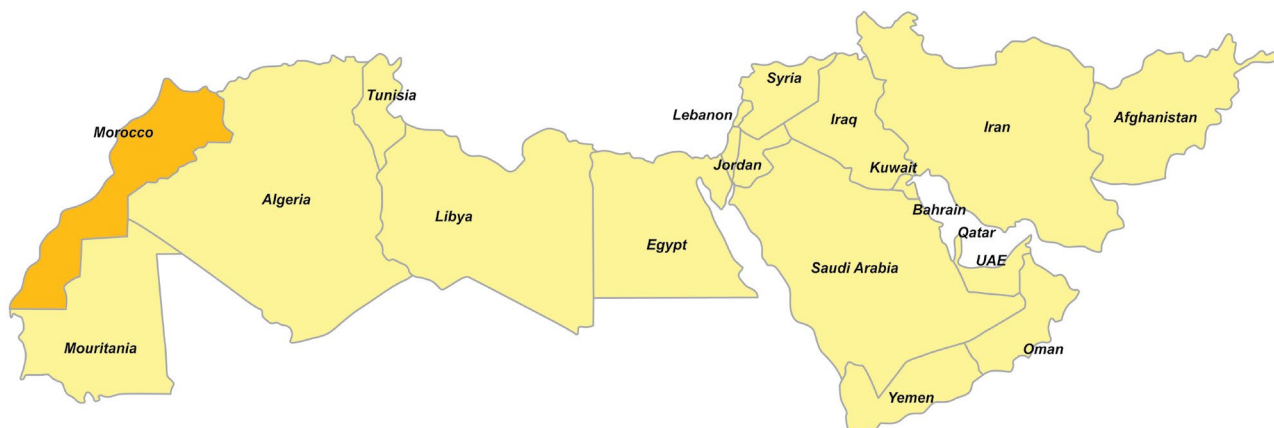 Morocco
Tunisia
Algeria
Libya
Egypt
Mouritania
Lebanon
Syria
Jordan
Iraq
Kuwait
Iran
Afghanistan
Bahrain
Qatar
UAE
Saudi Arabia
Oman
Yemen